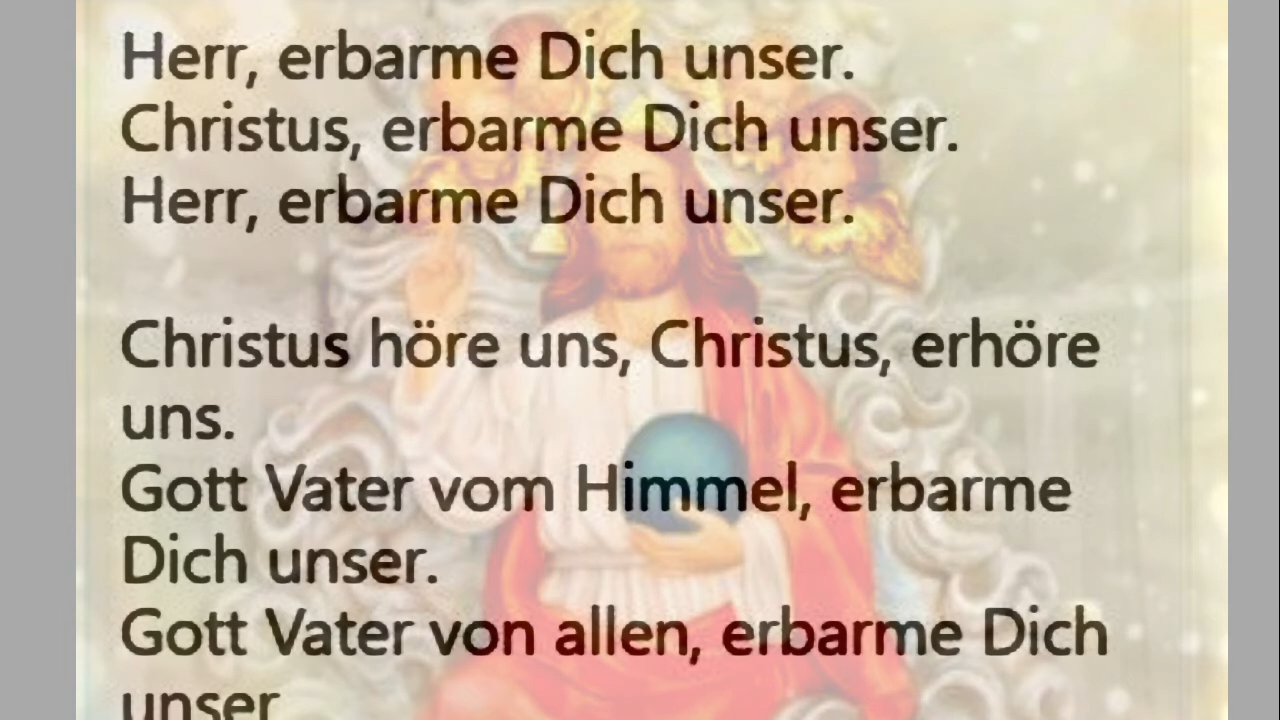 Herr, erbarme Dich unser.
Christus, erbarme Dich unser.
Herr, erbarme Dich unser.
Christus höre uns, Christus, erhöre
uns.
Gott Vater vom Himmel, erbarme
Dich unser.
Gott Vater von allen, erbarme Dich
unser